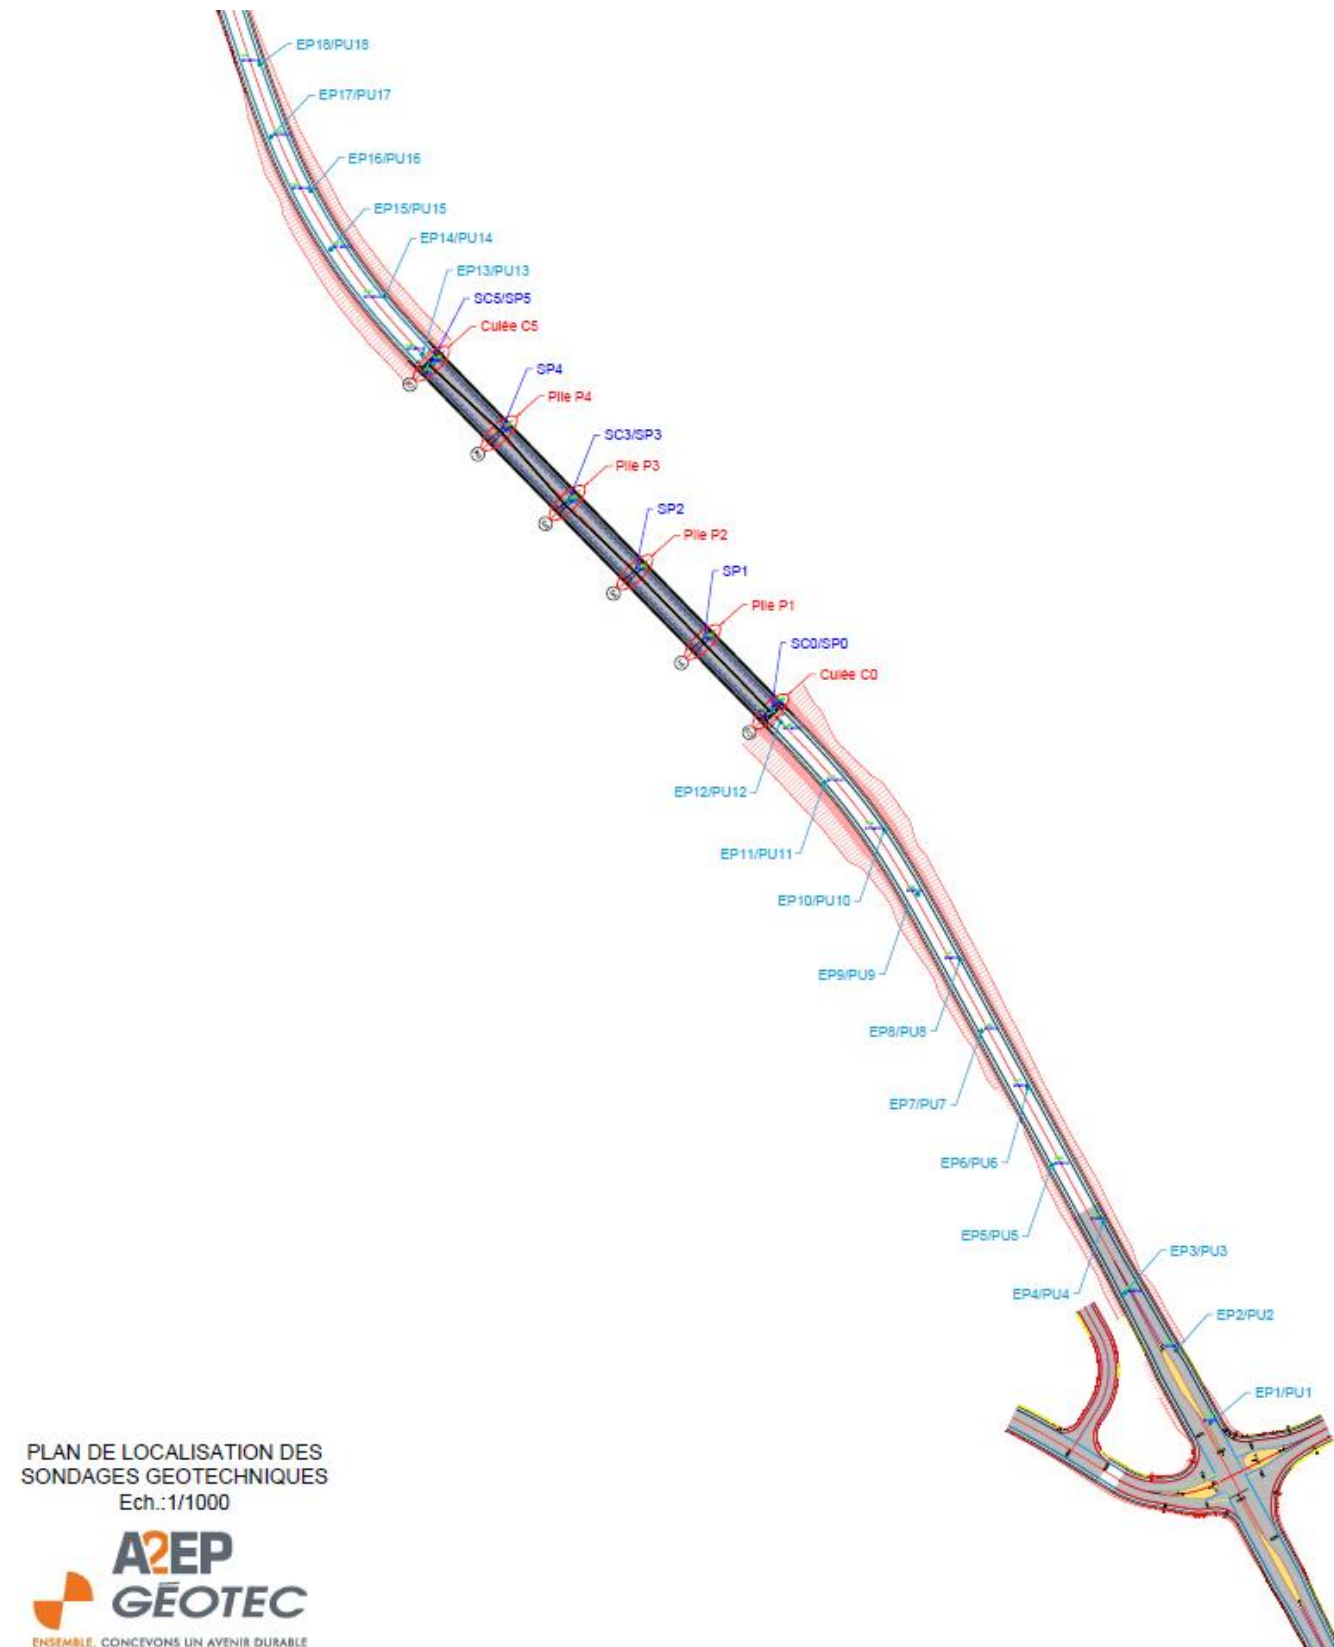 EP18/PU18
EP17/PU17
EP16/PU16
EP15/PU15
EP14/PU14
EP13/PU13
SC5/SP5
Culée C5
SP4
Pile P4
SC3/SP3
Pile P3
SP2
Pile P2
SP1
Pile P1
SC0/SP0
Culée C0
EP12/PU12
EP11/PU11
EP10/PU10
EP9/PU9
EP8/PU8
EP7/PU7
EP6/PU6
EP5/PU5
EP3/PU3
EP4/PU4
EP2/PU2
EP1/PU1
PLAN DE LOCALISATION DES
SONDAGES GEOTECHNIQUES
Ech.:1/1000
A2EP
GÉOTEC
ENSEMBLE, CONCEVONS UN AVENIR DURABLE